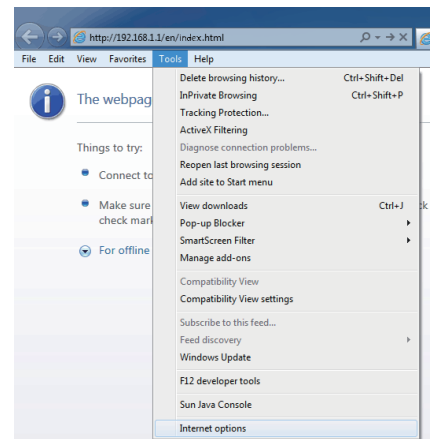 http://192.168.1.1/en/index.html
File Edit View Favorites Tools Help
The webpag
Things to try:
Connect to
Make sure
check mark
For offline
Delete browsing history... Ctrl+Shift+Del
InPrivate Browsing Ctrl+Shift+P
Tracking Protection...
ActiveX Filtering
Diagnose connection problems...
Reopen last browsing session
Add site to Start menu
View downloads Ctrl+J
Pop-up Blocker
SmartScreen Filter
Manage add-ons
Compatibility View
Compatibility View settings
Subscribe to this feed...
Feed discovery
Windows Update
F12 developer tools
Sun Java Console
Internet options